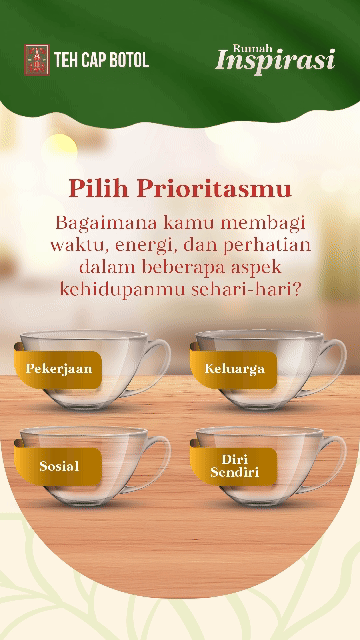 TEH CAP BOTOL
Rumah
Inspirasi
Pilih Prioritasmu
Bagaimana kamu membagi
waktu, energi, dan perhatian
dalam beberapa aspek
kehidupanmu sehari-hari?
Pekerjaan
Keluarga
Sosial
Diri
Sendiri